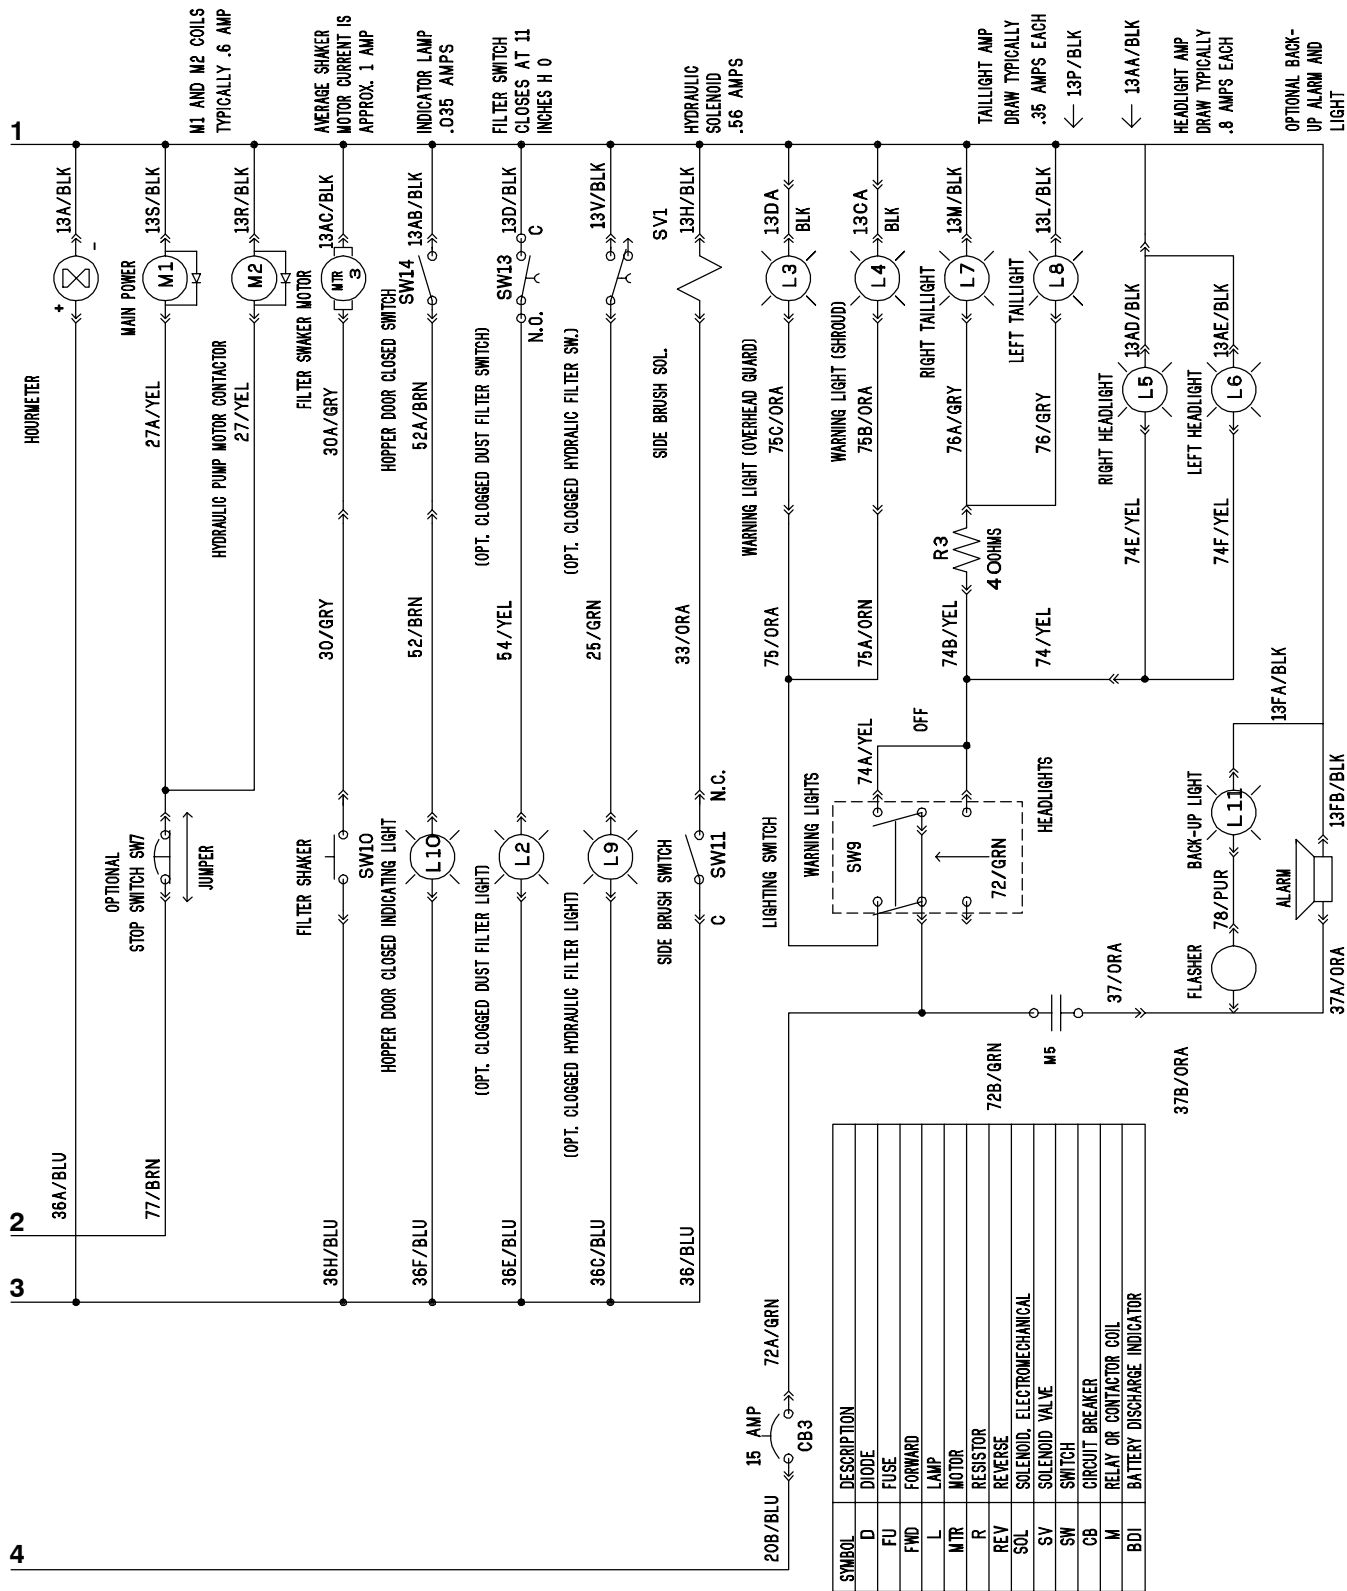 1
2
3
4
M1 AND M2 COILS
TYPICALLY .6 AMP
AVERAGE SHAKER
MOTOR CURRENT IS
APPROX. 1 AMP
INDICATOR LAMP
.035 AMPS
FILTER SWITCH
CLOSES AT 11
INCHES H O
HYDRAULIC
SOLENOID
.56 AMPS
TAILLIGHT AMP
DRAW TYPICALLY
.35 AMPS EACH
13P/BLK
13AA/BLK
HEADLIGHT AMP
DRAW TYPICALLY
.8 AMPS EACH
OPTIONAL BACK-
UP ALARM AND
LIGHT
13A/BLK
-
+
HOURMETER
36A/BLU
13S/BLK
M1
MAIN POWER
27A/YEL
OPTIONAL
STOP SWITCH SW7
JUMPER
77/BRN
13R/BLK
M2
HYDRAULIC PUMP MOTOR CONTACTOR
27/YEL
13AC/BLK
MTR
3
FILTER SWAKER MOTOR
30A/GRY
30/GRY
FILTER SHAKER
SW10
36H/BLU
13AB/BLK
SW14
HOPPER DOOR CLOSED SWITCH
52A/BRN
52/BRN
L10
HOPPER DOOR CLOSED INDICATING LIGHT
36F/BLU
13D/BLK
C
SW13
N.O.
(OPT. CLOGGED DUST FILTER SWITCH)
54/YEL
L2
(OPT. CLOGGED DUST FILTER LIGHT)
36E/BLU
13V/BLK
(OPT. CLOGGED HYDRALIC FILTER SW.)
25/GRN
L9
(OPT. CLOGGED HYDRAULIC FILTER LIGHT)
36C/BLU
13H/BLK
SV1
SIDE BRUSH SOL.
33/ORA
N.C.
SW11
C
SIDE BRUSH SWITCH
36/BLU
13DA
BLK
L3
WARNING LIGHT (OVERHEAD GUARD)
75C/ORA
75/ORA
13CA
BLK
L4
WARNING LIGHT (SHROUD)
75B/ORA
75A/ORN
13M/BLK
L7
RIGHT TAILLIGHT
76A/GRY
R3
4 0OHMS
74B/YEL
13L/BLK
L8
LEFT TAILLIGHT
76/GRY
74/YEL
13AD/BLK
L5
RIGHT HEADLIGHT
74E/YEL
13AE/BLK
L6
LEFT HEADLIGHT
74F/YEL
OFF
74A/YEL
WARNING LIGHTS
SW9
LIGHTING SWITCH
72/GRN
HEADLIGHTS
13FA/BLK
L11
BACK-UP LIGHT
78/PUR
FLASHER
13FB/BLK
ALARM
37A/ORA
37/ORA
M5
72B/GRN
37B/ORA
72A/GRN
15 AMP
CB3
20B/BLU
SYMBOL DESCRIPTION
D DIODE
FU FUSE
FWD FORWARD
L LAMP
MTR MOTOR
R RESISTOR
REV REVERSE
SOL SOLENOID, ELECTROMECHANICAL
SV SOLENOID VALVE
SW SWITCH
CB CIRCUIT BREAKER
M RELAY OR CONTACTOR COIL
BDI BATTERY DISCHARGE INDICATOR